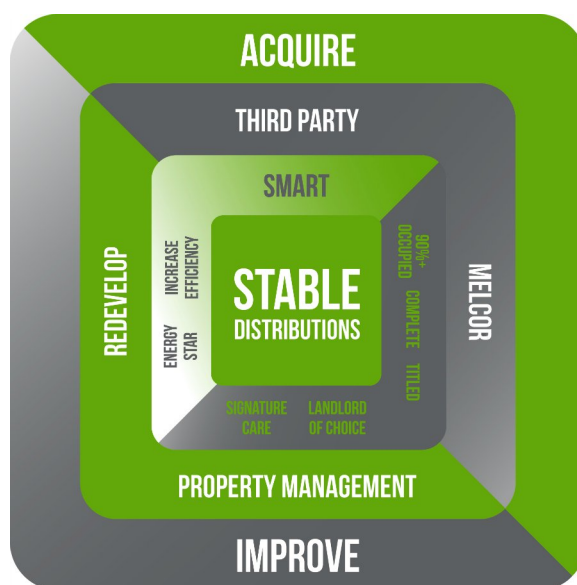 ACQUIRE
THIRD PARTY
SMART
REDEVELOP
INCREASE
EFFICIENCY
ENERGY
STAR
STABLE
DISTRIBUTIONS
90%+
OCCUPIED
COMPLETE
TITLED
MELCOR
SIGNATURE
CARE
LANDLORD
OF CHOICE
PROPERTY MANAGEMENT
IMPROVE